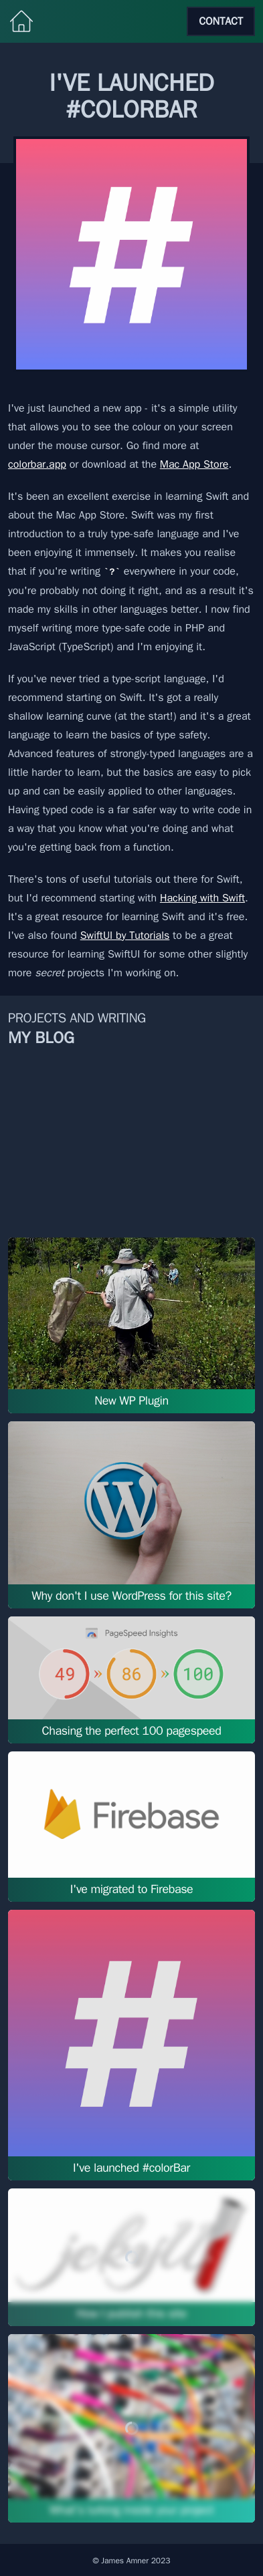 CONTACT
I'VE LAUNCHED
#COLORBAR
#
I've just launched a new app - it's a simple utility
that allows you to see the colour on your screen
under the mouse cursor. Go find more at
colorbar.app or download at the Mac App Store.
It's been an excellent exercise in learning Swift and
about the Mac App Store. Swift was my first
introduction to a truly type-safe language and I've
been enjoying it immensely. It makes you realise
that if you're writing `?` everywhere in your code,
you're probably not doing it right, and as a result it's
made my skills in other languages better. I now find
myself writing more type-safe code in PHP and
JavaScript (TypeScript) and I'm enjoying it.
If you've never tried a type-script language, I'd
recommend starting on Swift. It's got a really
shallow learning curve (at the start!) and it's a great
language to learn the basics of type safety.
Advanced features of strongly-typed languages are a
little harder to learn, but the basics are easy to pick
up and can be easily applied to other languages.
Having typed code is a far safer way to write code in
a way that you know what you're doing and what
you're getting back from a function.
There's tons of useful tutorials out there for Swift,
but I'd recommend starting with Hacking with Swift.
It's a great resource for learning Swift and it's free.
I've also found SwiftUI by Tutorials to be a great
resource for learning SwiftUI for some other slightly
more secret projects I'm working on.
PROJECTS AND WRITING
MY BLOG
New WP Plugin
Why don't I use WordPress for this site?
PageSpeed Insights
49 » 86 » 100
Chasing the perfect 100 pagespeed
Firebase
I've migrated to Firebase
#
I've launched #colorBar
© James Amner 2023